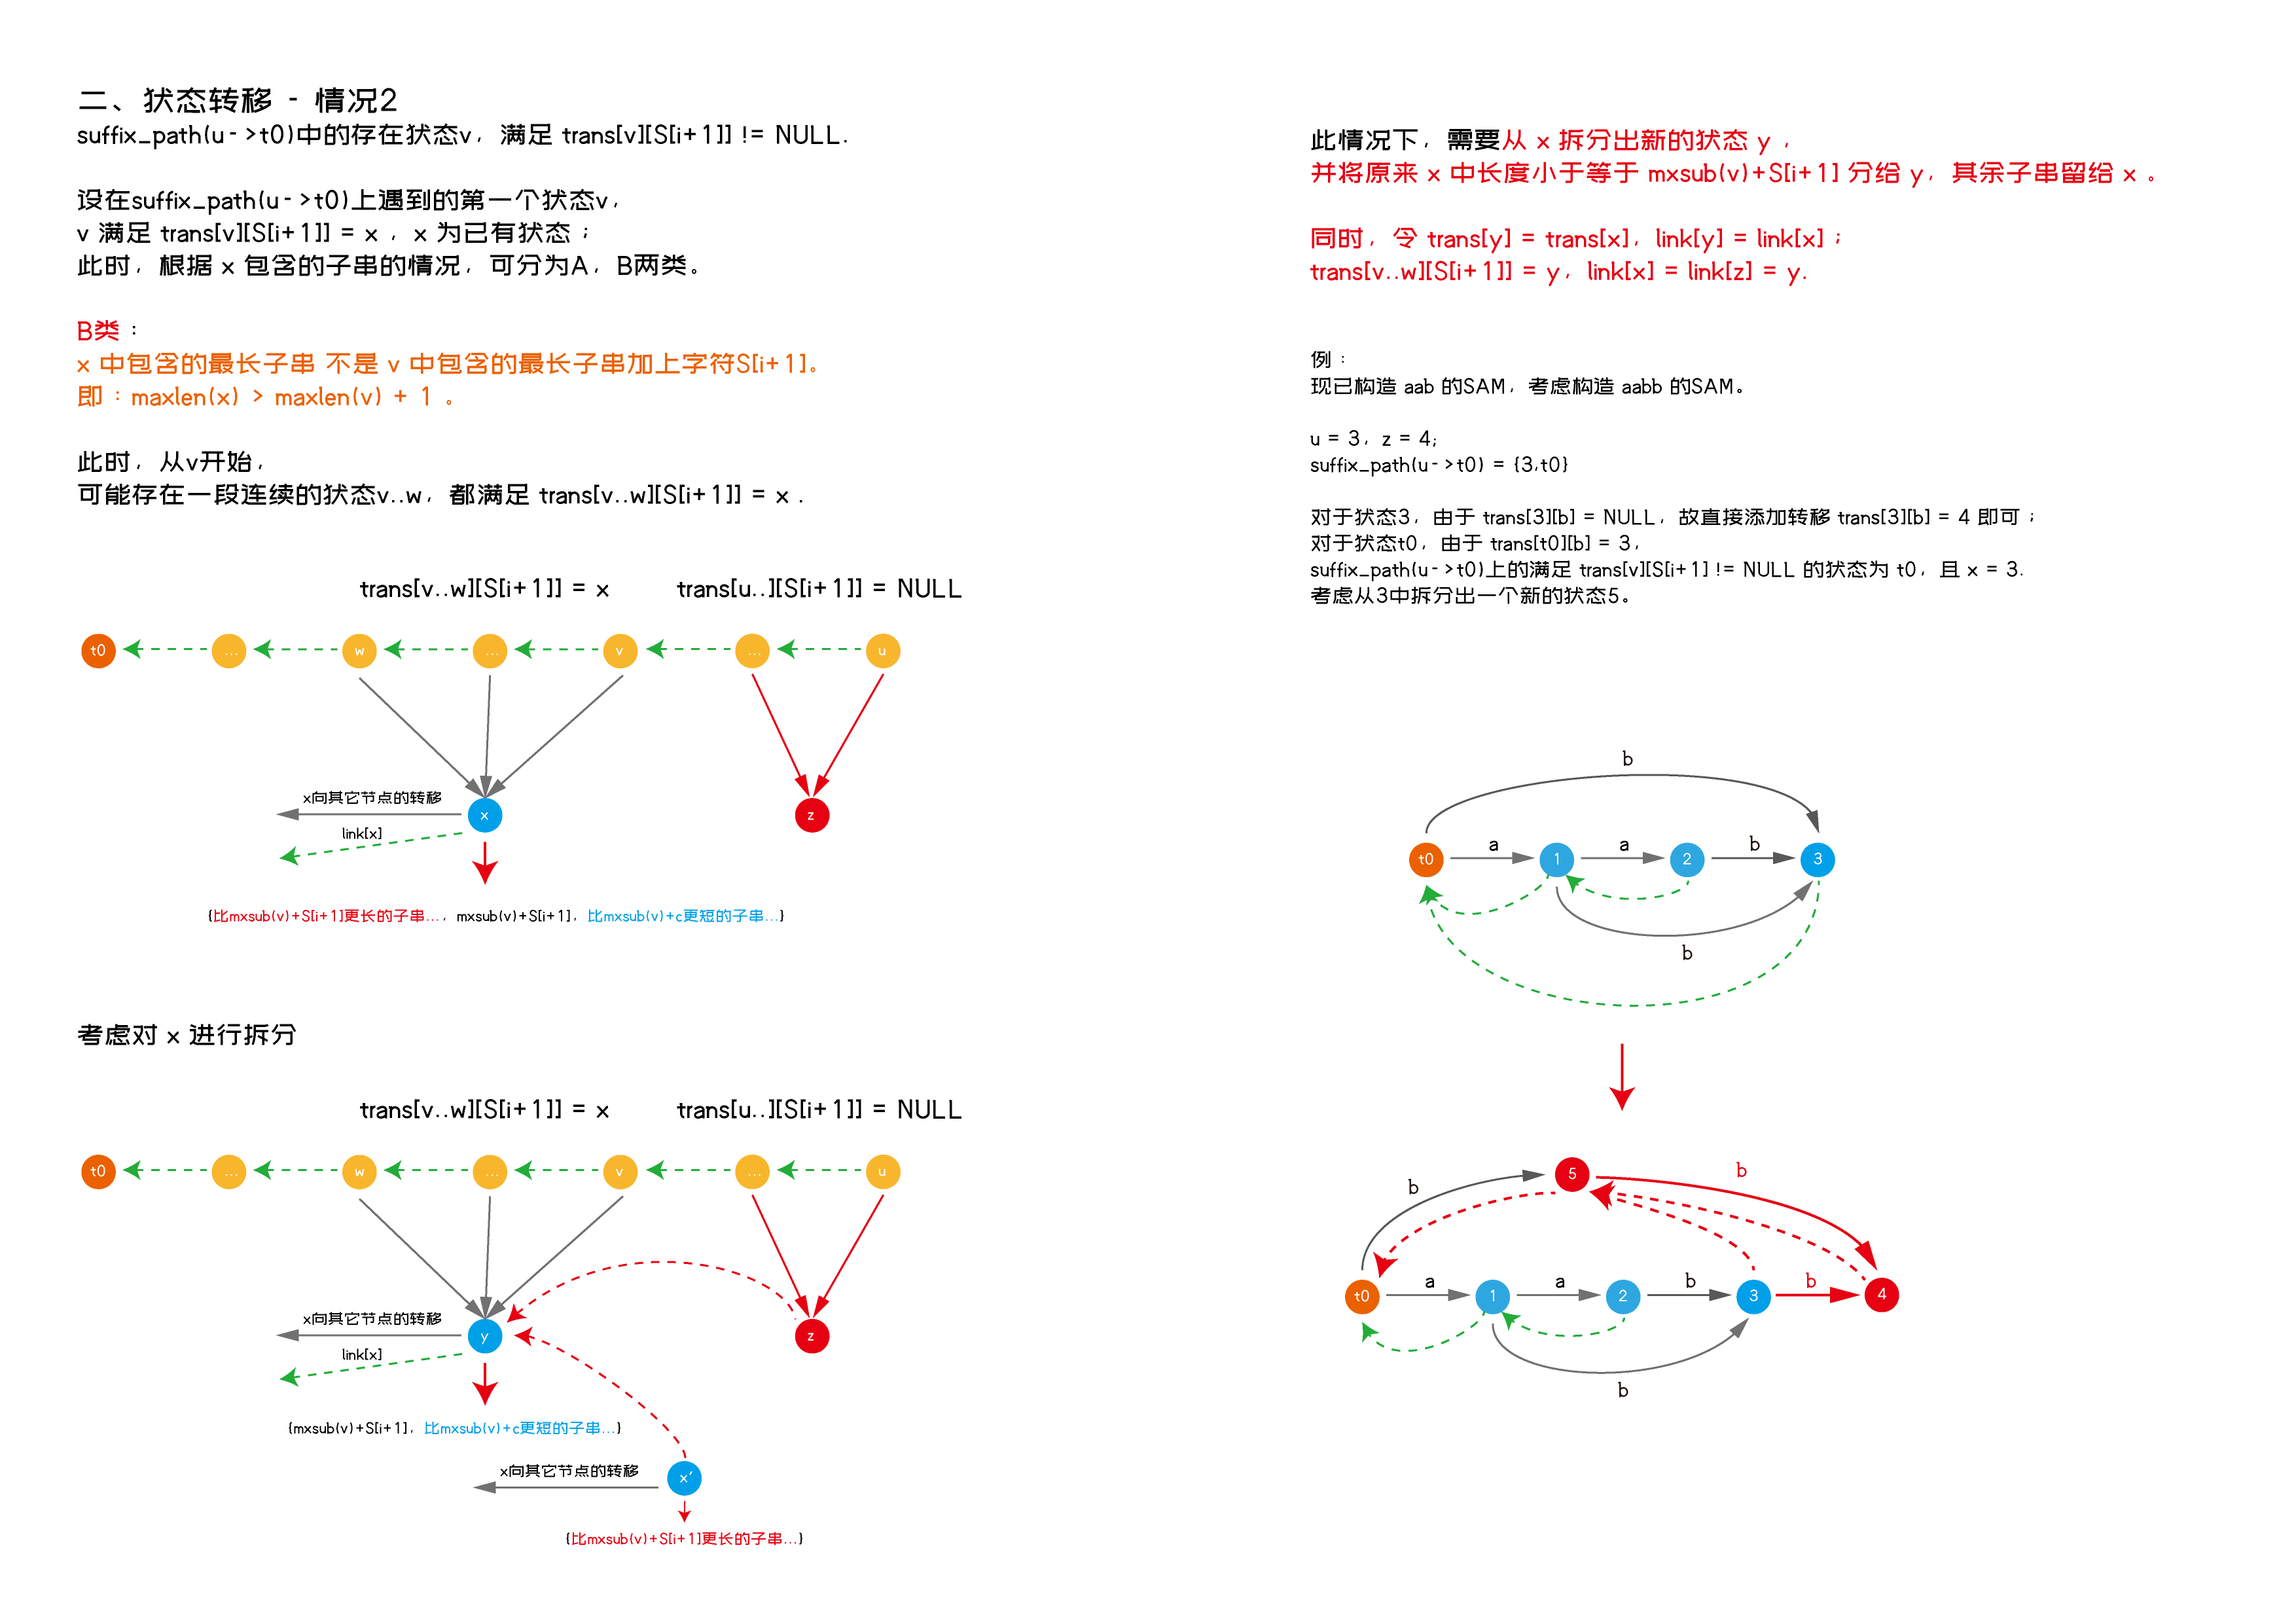 二、状态转移 - 情况2
suffix_path(u->t0)中的存在状态v，满足 trans[v][S[i+1]] != NULL.
设在suffix_path(u->t0)上遇到的第一个状态v，
v 满足 trans[v][S[i+1]] = x ，x 为已有状态；
此时，根据 x 包含的子串的情况，可分为A，B两类。
B类：
x 中包含的最长子串 不是 v 中包含的最长子串加上字符S[i+1]。
即：maxlen(x) > maxlen(v) + 1 。
此时，从v开始，
可能存在一段连续的状态v..w，都满足 trans[v..w][S[i+1]] = x .
trans[v..w][S[i+1]] = x
trans[u..][S[i+1]] = NULL
t0
...
w
...
v
...
u
x向其它节点的转移
link[x]
x
z
{比mxsub(v)+S[i+1]更长的子串...，mxsub(v)+S[i+1]，比mxsub(v)+c更短的子串...}
考虑对 x 进行拆分
trans[v..w][S[i+1]] = x
trans[u..][S[i+1]] = NULL
t0
...
w
...
v
...
u
x向其它节点的转移
link[x]
y
z
{mxsub(v)+S[i+1]，比mxsub(v)+c更短的子串...}
x向其它节点的转移
x'
{比mxsub(v)+S[i+1]更长的子串...}
此情况下，需要从 x 拆分出新的状态 y ，
并将原来 x 中长度小于等于 mxsub(v)+S[i+1] 分给 y，其余子串留给 x 。
同时，令 trans[y] = trans[x]，link[y] = link[x]；
trans[v..w][S[i+1]] = y，link[x] = link[z] = y.
例：
现已构造 aab 的SAM，考虑构造 aabb 的SAM。
u = 3，z = 4;
suffix_path(u->t0) = {3,t0}
对于状态3，由于 trans[3][b] = NULL，故直接添加转移 trans[3][b] = 4 即可；
对于状态t0，由于 trans[t0][b] = 3，
suffix_path(u->t0)上的满足 trans[v][S[i+1] != NULL 的状态为 t0，且 x = 3.
考虑从3中拆分出一个新的状态5。
b
t0
a
1
a
2
b
3
b
5
b
b
t0
a
1
a
2
b
3
b
4
b